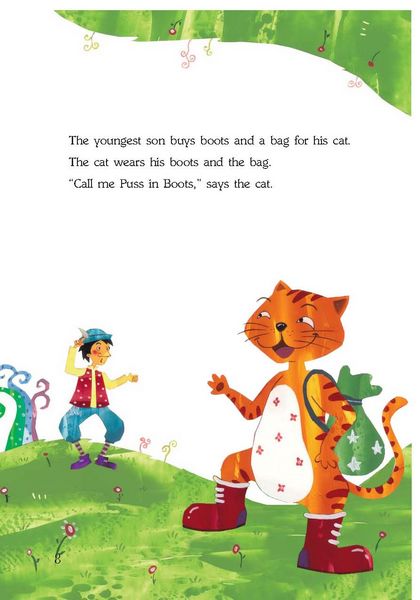 The youngest son buys boots and a bag for his cat.
The cat wears his boots and the bag.
“Call me Puss in Boots,” says the cat.
8